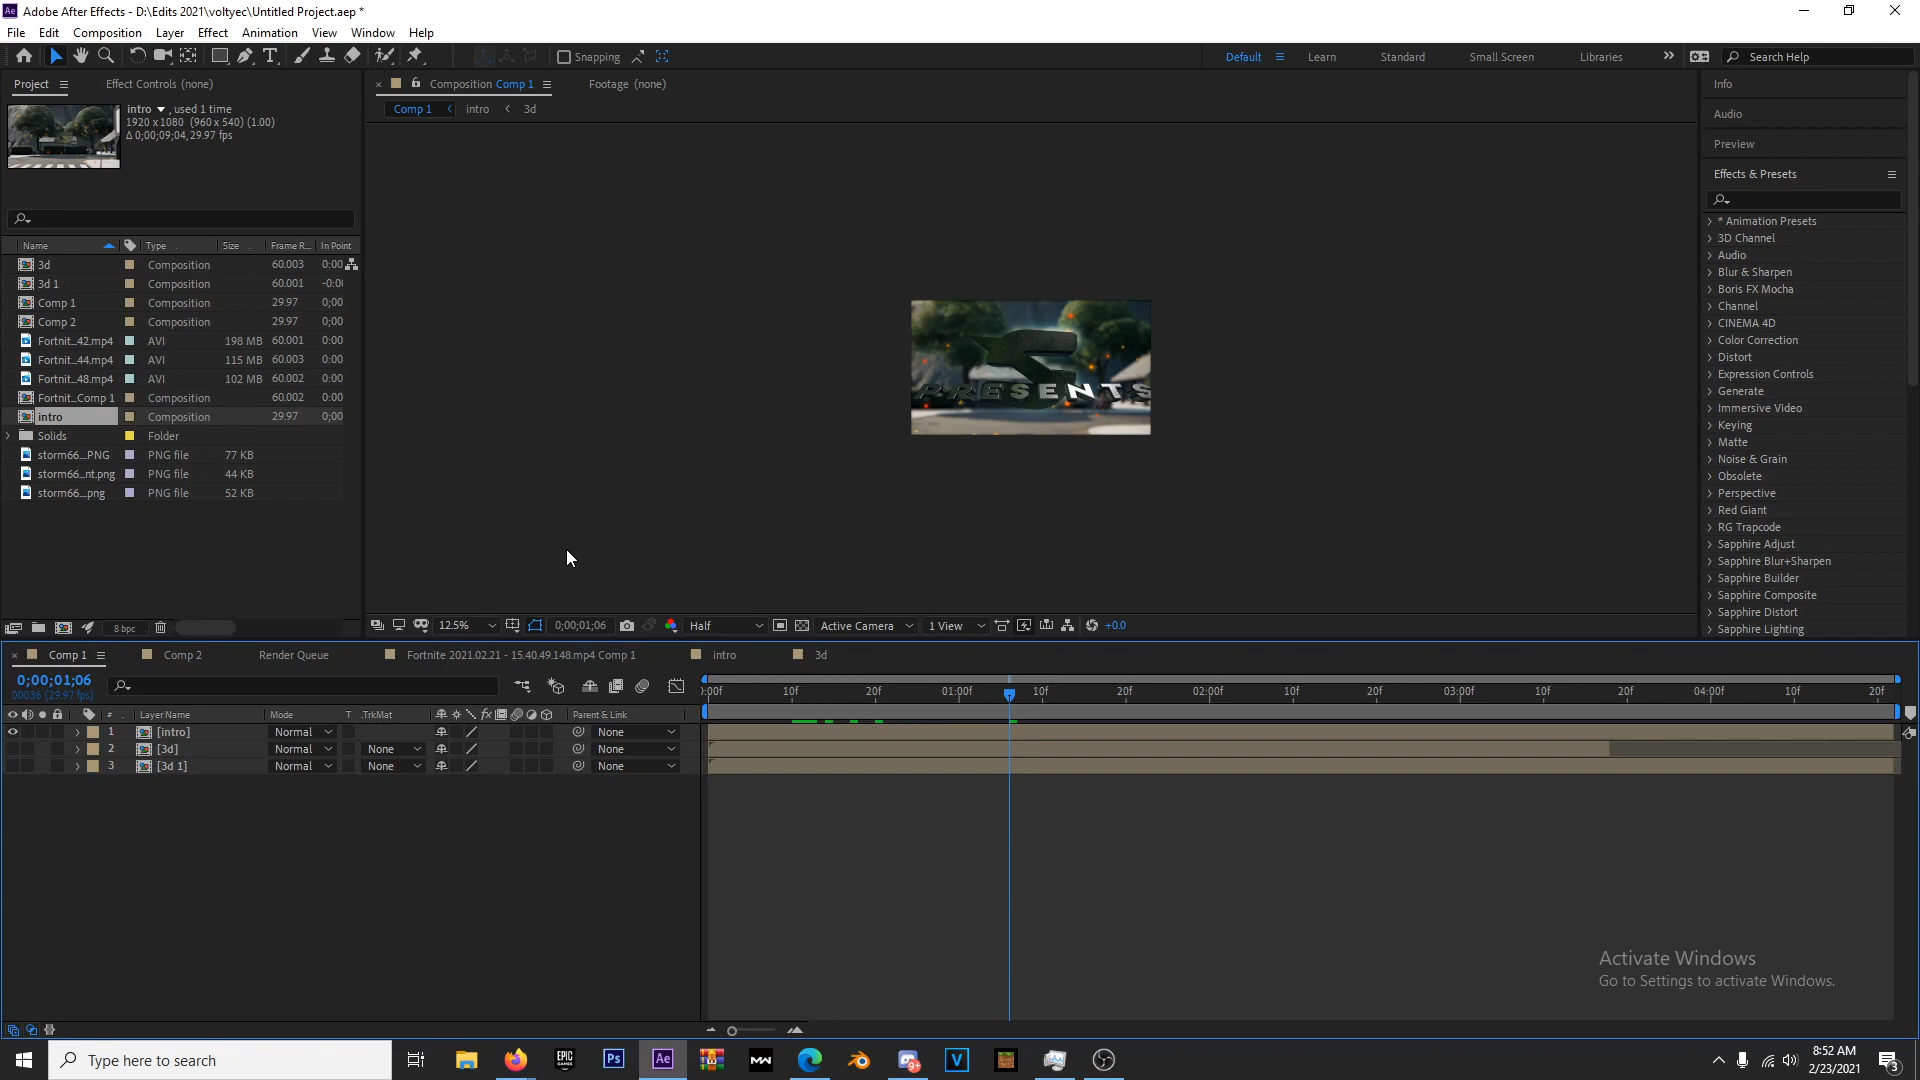 Ae Adobe After Effects - D:\Edits 2021\voltyec\Untitled Project.aep *
File Edit Composition Layer Effect Animation View Window Help
Snapping
Default Learn Standard Small Screen Libraries » Search Help
Project Effect Controls (none)
intro , used 1 time
1920 x 1080 (960 x 540) (1.00)
Δ 0;00;09;04, 29.97 fps
Name Type Size Frame R... In Point
3d Composition 60.003 0:00
3d 1 Composition 60.001 -0:00
Comp 1 Composition 29.97 0;00
Comp 2 Composition 29.97 0;00
Fortnit...42.mp4 AVI 198 MB 60.001 0:00
Fortnit...44.mp4 AVI 115 MB 60.003 0:00
Fortnit...48.mp4 AVI 102 MB 60.002 0:00
Fortnit...Comp 1 Composition 60.002 0:00
intro Composition 29.97 0;00
Solids Folder
storm66...PNG PNG file 77 KB
storm66...nt.png PNG file 44 KB
storm66...png PNG file 52 KB
8 bpc
Composition Comp 1 Footage (none)
Comp 1 intro 3d
PRESENTS
12.5% 0;00;01;06 Half Active Camera 1 View +0.0
Info
Audio
Preview
Effects & Presets
* Animation Presets
3D Channel
Audio
Blur & Sharpen
Boris FX Mocha
Channel
CINEMA 4D
Color Correction
Distort
Expression Controls
Generate
Immersive Video
Keying
Matte
Noise & Grain
Obsolete
Perspective
Red Giant
RG Trapcode
Sapphire Adjust
Sapphire Blur+Sharpen
Sapphire Builder
Sapphire Composite
Sapphire Distort
Sapphire Lighting
Comp 1 Comp 2 Render Queue Fortnite 2021.02.21 - 15.40.49.148.mp4 Comp 1 intro 3d
0;00;01;06
00036 (29.97 fps)
:00f 10f 20f 01:00f 10f 20f 02:00f 10f 20f 03:00f 10f 20f 04:00f 10f 20f
# Layer Name Mode T .TrkMat fx Parent & Link
1 [intro] Normal None
2 [3d] Normal None None
3 [3d 1] Normal None None
Activate Windows
Go to Settings to activate Windows.
Type here to search EPIC GAMES Ps Ae MW 9+ V
8:52 AM
2/23/2021
3